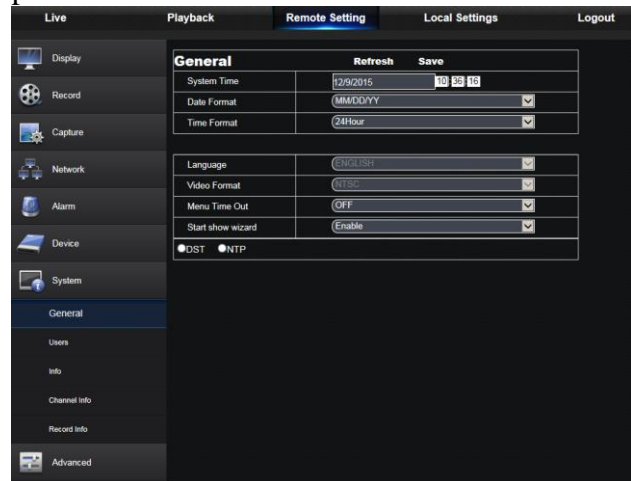 Live Playback Remote Setting Local Settings Logout
Display
Record
Capture
Network
Alarm
Device
System
General
Users
Info
Channel Info
Record Info
Advanced
General Refresh Save
System Time 12/9/2015 10:36:16
Date Format MM/DD/YY
Time Format 24Hour
Language ENGLISH
Video Format NTSC
Menu Time Out OFF
Start show wizard Enable
DST NTP